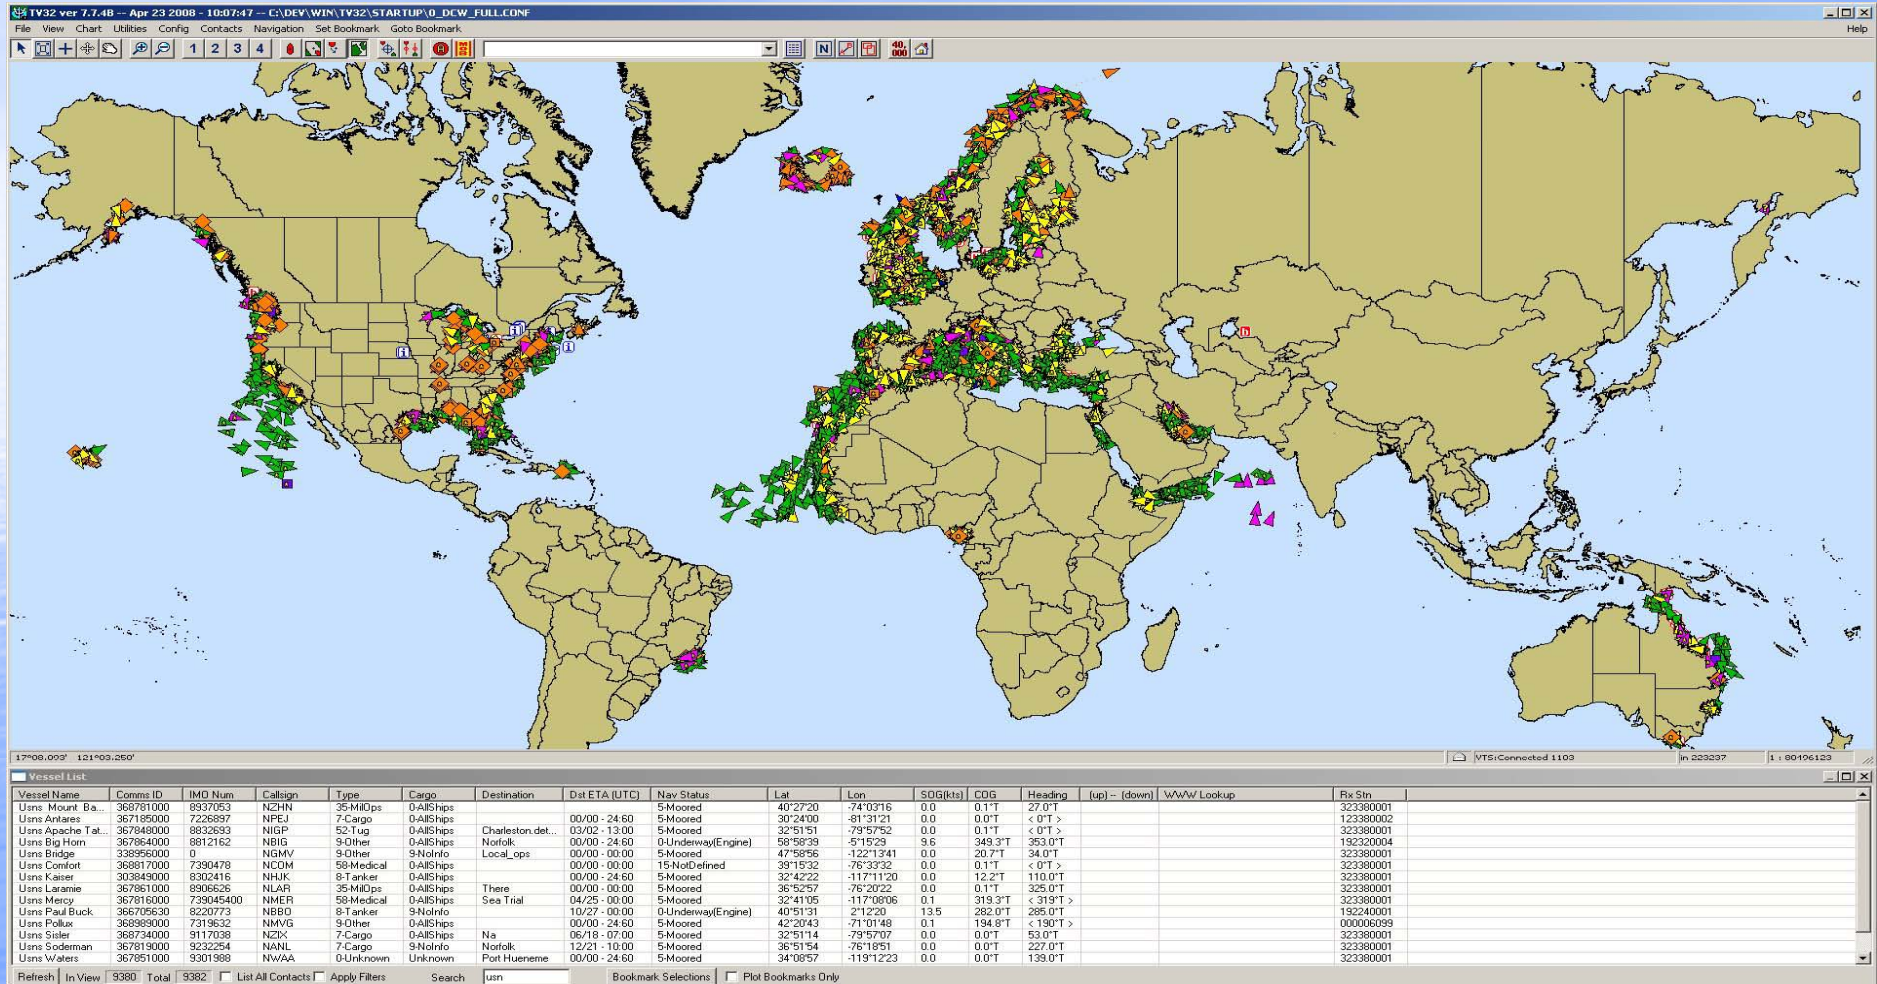 TV32 ver 7.7.4B -- Apr 23 2008 - 10:07:47 -- C:\DEV\WIN\TV32\STARTUP\0_DCW_FULL.CONF
File View Chart Utilities Config Contacts Navigation Set Bookmark Goto Bookmark Help
1 2 3 4 N 40,000
17°08.093' 121°03.250' VTS:Connected 1103 in 223237 1 : 80496123
Vessel List
Vessel Name Comms ID IMO Num Callsign Type Cargo Destination Dst ETA (UTC) Nav Status Lat Lon SOG(kts) COG Heading (up) -- (down) WWW Lookup Rx Stn
Usns Mount Ba... 368781000 8937053 NZHN 35-MilOps 0-AllShips 5-Moored 40°27'20 -74°03'16 0.0 0.1°T 27.0°T 323380001
Usns Antares 367185000 7226897 NPEJ 7-Cargo 0-AllShips 00/00 - 24:60 5-Moored 30°24'00 -81°31'21 0.0 0.0°T < 0°T > 123380002
Usns Apache Tat... 367848000 8832693 NIGP 52-Tug 0-AllShips Charleston.det... 03/02 - 13:00 5-Moored 32°51'51 -79°57'52 0.0 0.1°T < 0°T > 323380001
Usns Big Horn 367864000 8812162 NBIG 9-Other 0-AllShips Norfolk 00/00 - 24:60 0-Underway(Engine) 58°58'39 -5°15'29 9.6 349.3°T 353.0°T 192320004
Usns Bridge 338956000 0 NGMV 9-Other 9-NoInfo Local_ops 00/00 - 00:00 5-Moored 47°58'56 -122°13'41 0.0 20.7°T 34.0°T 323380001
Usns Comfort 368817000 7390478 NCOM 58-Medical 0-AllShips 00/00 - 00:00 15-NotDefined 39°15'32 -76°33'32 0.0 0.1°T < 0°T > 323380001
Usns Kaiser 303849000 8302416 NHJK 8-Tanker 0-AllShips 00/00 - 24:60 5-Moored 32°42'22 -117°11'20 0.0 12.2°T 110.0°T 323380001
Usns Laramie 367861000 8906626 NLAR 35-MilOps 0-AllShips There 00/00 - 00:00 5-Moored 36°52'57 -76°20'22 0.0 0.1°T 325.0°T 323380001
Usns Mercy 367816000 739045400 NMER 58-Medical 0-AllShips Sea Trial 04/25 - 00:00 5-Moored 32°41'05 -117°08'06 0.1 319.3°T < 319°T > 323380001
Usns Paul Buck 366705630 8220773 NBBO 8-Tanker 9-NoInfo 10/27 - 00:00 0-Underway(Engine) 40°51'31 2°12'20 13.5 282.0°T 285.0°T 192240001
Usns Pollux 368989000 7319632 NMVG 9-Other 0-AllShips 00/00 - 24:60 5-Moored 42°20'43 -71°01'48 0.1 194.8°T < 190°T > 000006099
Usns Sisler 368734000 9117038 NZIX 7-Cargo 0-AllShips Na 06/18 - 07:00 5-Moored 32°51'14 -79°57'07 0.0 0.0°T 53.0°T 323380001
Usns Soderman 367819000 9232254 NANL 7-Cargo 9-NoInfo Norfolk 12/21 - 10:00 5-Moored 36°51'54 -76°18'51 0.0 0.0°T 227.0°T 323380001
Usns Waters 367851000 9301988 NWAA 0-Unknown Unknown Port Hueneme 00/00 - 24:60 5-Moored 34°08'57 -119°12'23 0.0 0.0°T 139.0°T 323380001
Refresh In View 9380 Total 9382 List All Contacts Apply Filters Search usn Bookmark Selections Plot Bookmarks Only